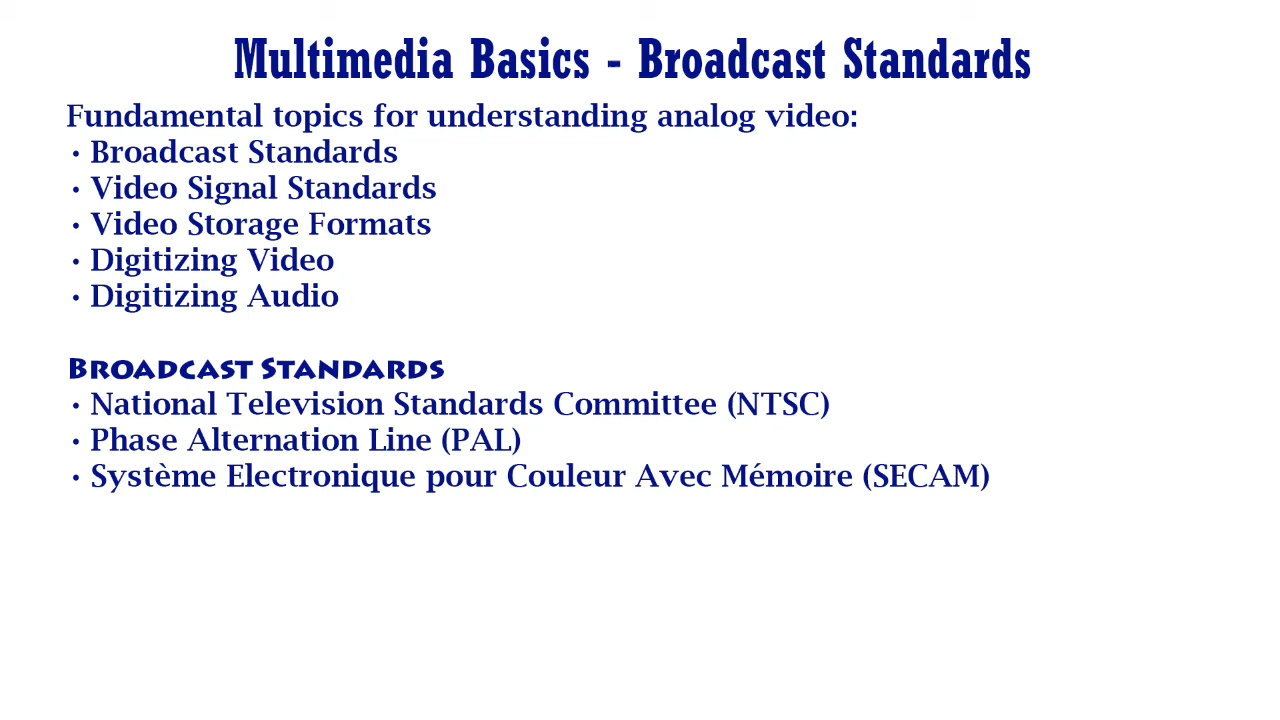 Multimedia Basics - Broadcast Standards
Fundamental topics for understanding analog video:
• Broadcast Standards
• Video Signal Standards
• Video Storage Formats
• Digitizing Video
• Digitizing Audio
Broadcast Standards
• National Television Standards Committee (NTSC)
• Phase Alternation Line (PAL)
• Système Electronique pour Couleur Avec Mémoire (SECAM)